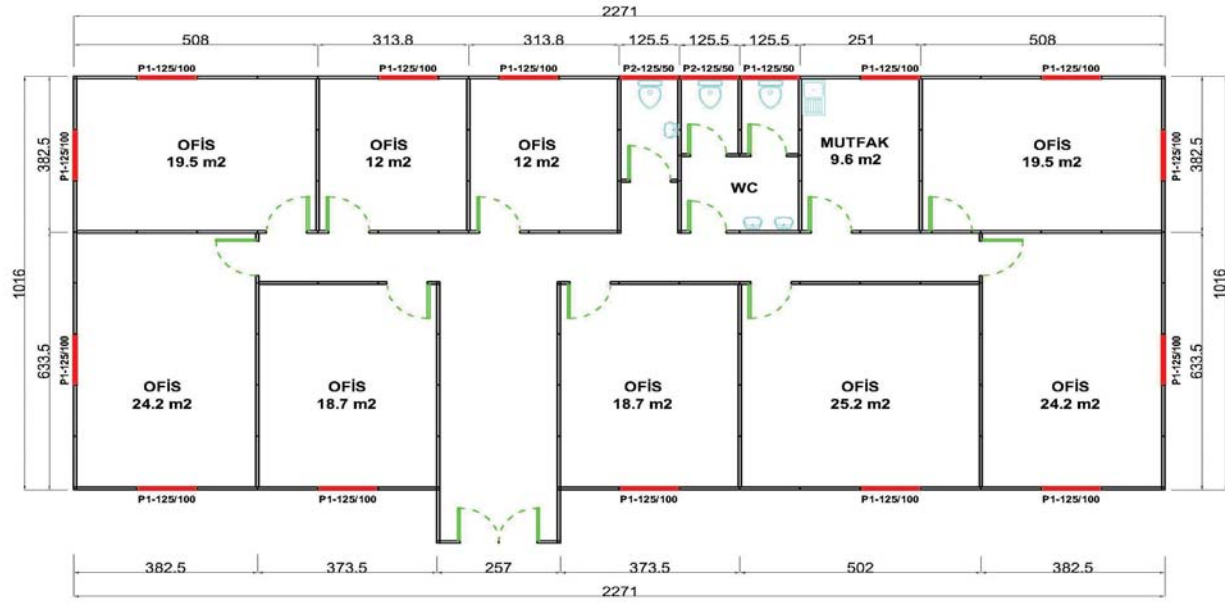 2271
508
313.8
313.8
125.5
125.5
125.5
251
508
P1-125/100
P1-125/100
P1-125/100
P2-125/50
P2-125/50
P1-125/50
P1-125/100
P1-125/100
1016
382.5
P1-125/100
OFİS
19.5 m2
OFİS
12 m2
OFİS
12 m2
WC
MUTFAK
9.6 m2
OFİS
19.5 m2
P1-125/100
382.5
1016
633.5
P1-125/100
OFİS
24.2 m2
OFİS
18.7 m2
OFİS
18.7 m2
OFİS
25.2 m2
OFİS
24.2 m2
P1-125/100
633.5
P1-125/100
P1-125/100
P1-125/100
P1-125/100
P1-125/100
382.5
373.5
257
373.5
502
382.5
2271